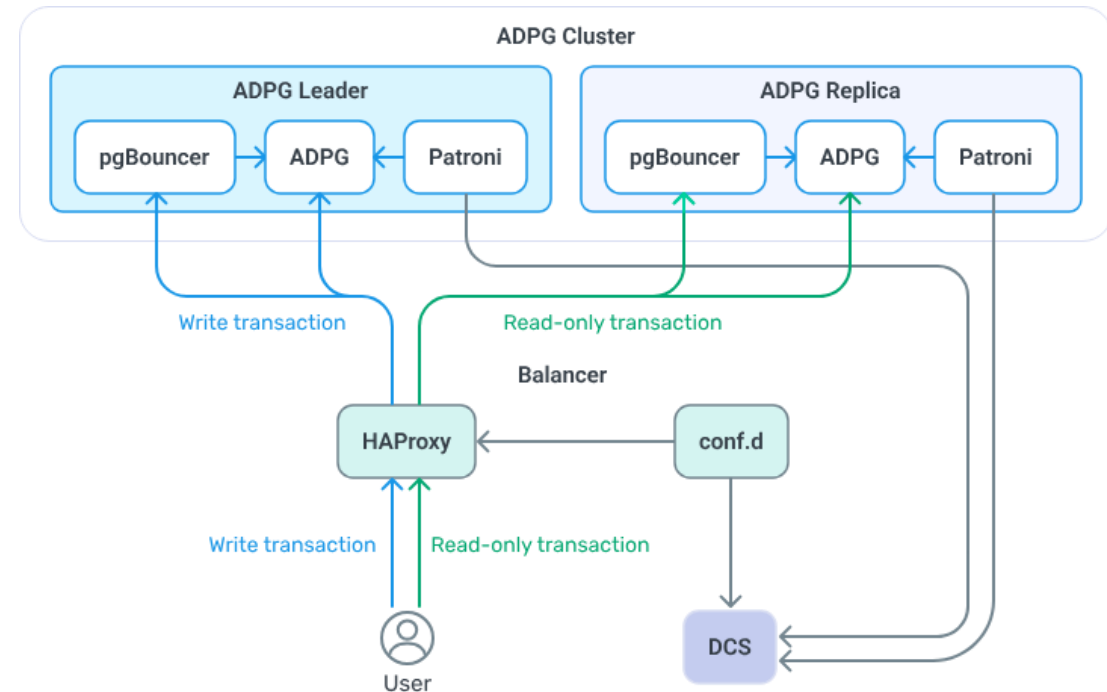 ADPG Cluster
ADPG Leader
ADPG Replica
pgBouncer
ADPG
Patroni
pgBouncer
ADPG
Patroni
Write transaction
Read-only transaction
Balancer
HAProxy
conf.d
Write transaction
Read-only transaction
DCS
User